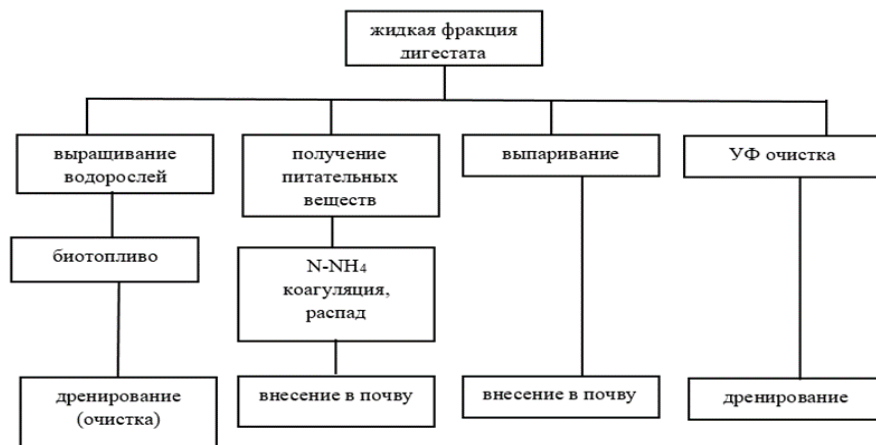 жидкая фракция
дигестата
выращивание
водорослей
получение
питательных
веществ
выпаривание
УФ очистка
биотопливо
N-NH₄
коагуляция,
распад
дренирование
(очистка)
внесение в почву
внесение в почву
дренирование